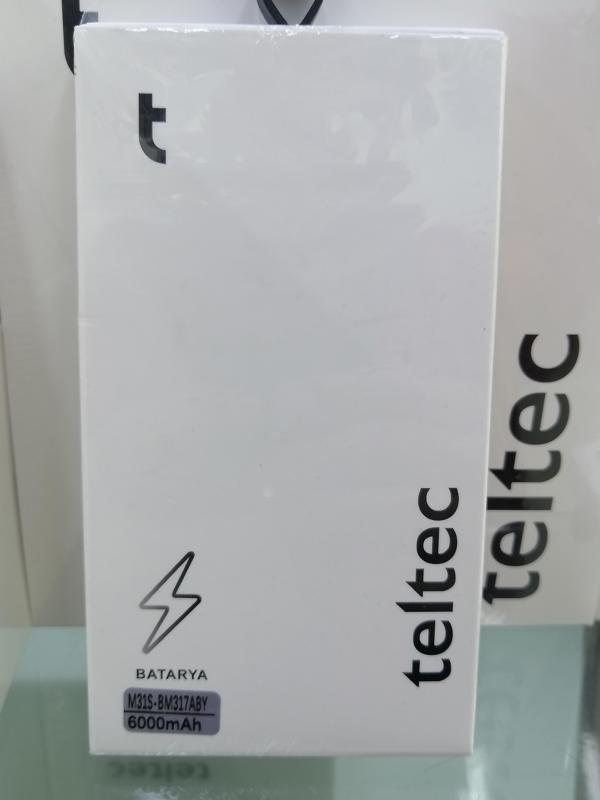 t
teltec
BATARYA
M31S-BM317ABY
6000mAh
teltec